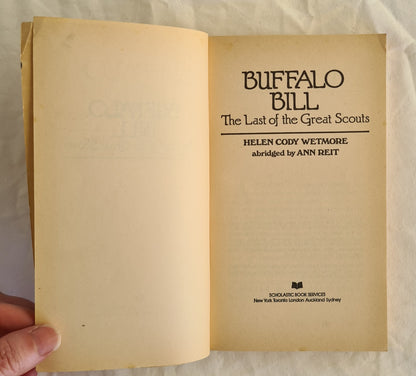 BUFFALO
BILL
The Last of the Great Scouts
HELEN CODY WETMORE
abridged by ANN REIT
SCHOLASTIC BOOK SERVICES
New York Toronto London Auckland Sydney